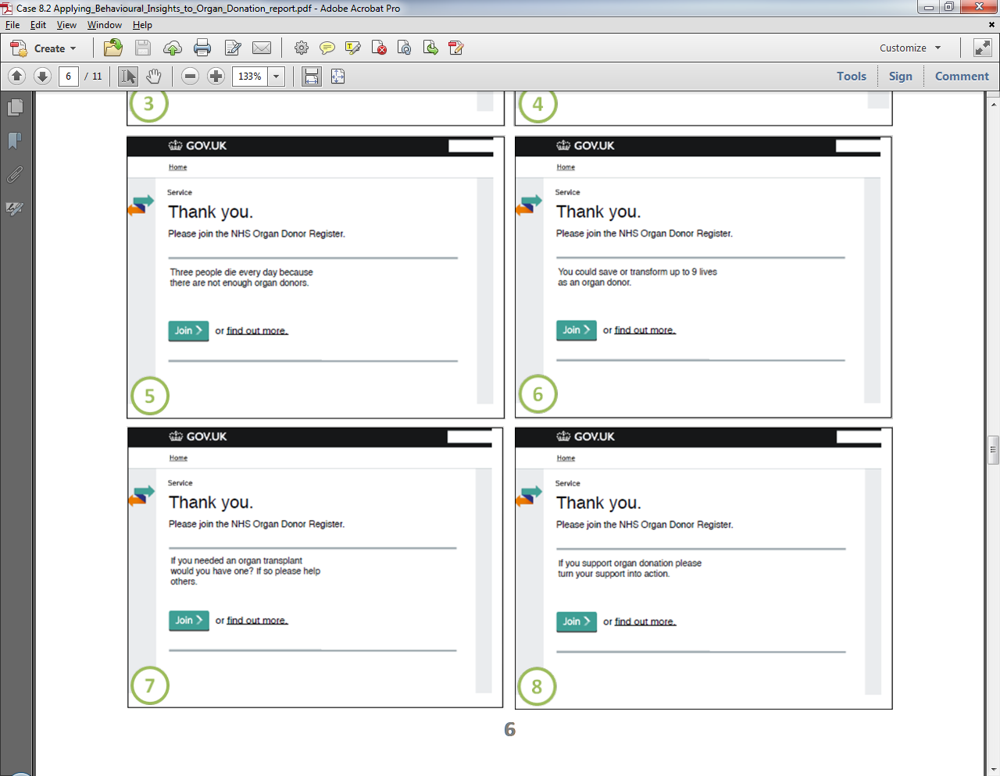 Case 8.2 Applying_Behavioural_Insights_to_Organ_Donation_report.pdf - Adobe Acrobat Pro
File Edit View Window Help
Create
Customize
6 / 11
133%
Tools Sign Comment
3
4
GOV.UK
Home
Service
Thank you.
Please join the NHS Organ Donor Register.
Three people die every day because
there are not enough organ donors.
Join or find out more.
5
GOV.UK
Home
Service
Thank you.
Please join the NHS Organ Donor Register.
You could save or transform up to 9 lives
as an organ donor.
Join or find out more.
6
GOV.UK
Home
Service
Thank you.
Please join the NHS Organ Donor Register.
If you needed an organ transplant
would you have one? If so please help
others.
Join or find out more.
7
GOV.UK
Home
Service
Thank you.
Please join the NHS Organ Donor Register.
If you support organ donation please
turn your support into action.
Join or find out more.
8
6